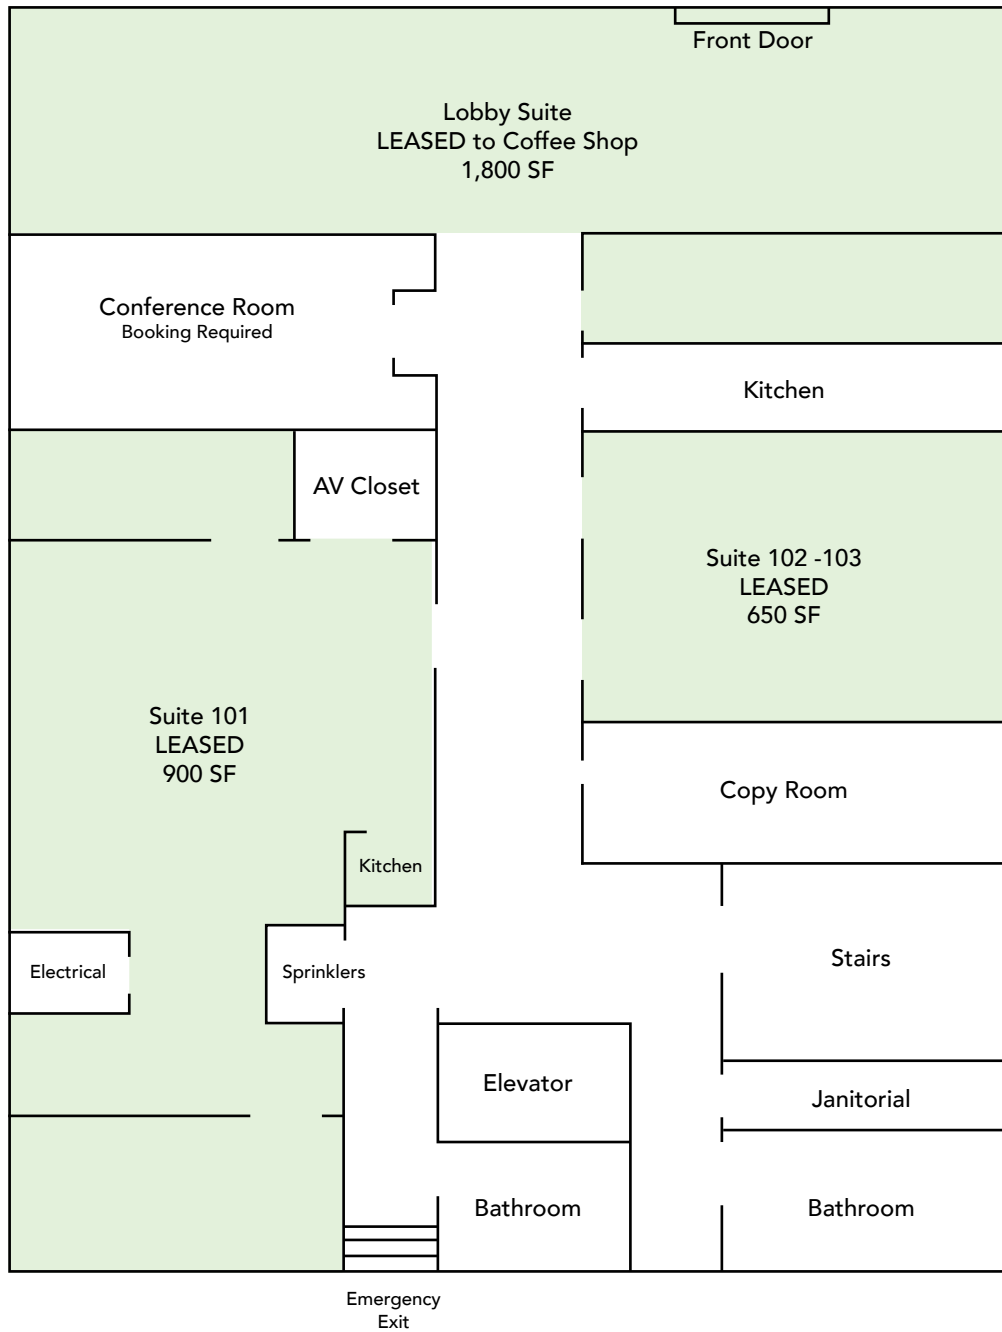 Front Door
Lobby Suite
LEASED to Coffee Shop
1,800 SF
Conference Room
Booking Required
Kitchen
AV Closet
Suite 102 -103
LEASED
650 SF
Suite 101
LEASED
900 SF
Copy Room
Kitchen
Electrical
Sprinklers
Stairs
Elevator
Janitorial
Bathroom
Bathroom
Emergency
Exit